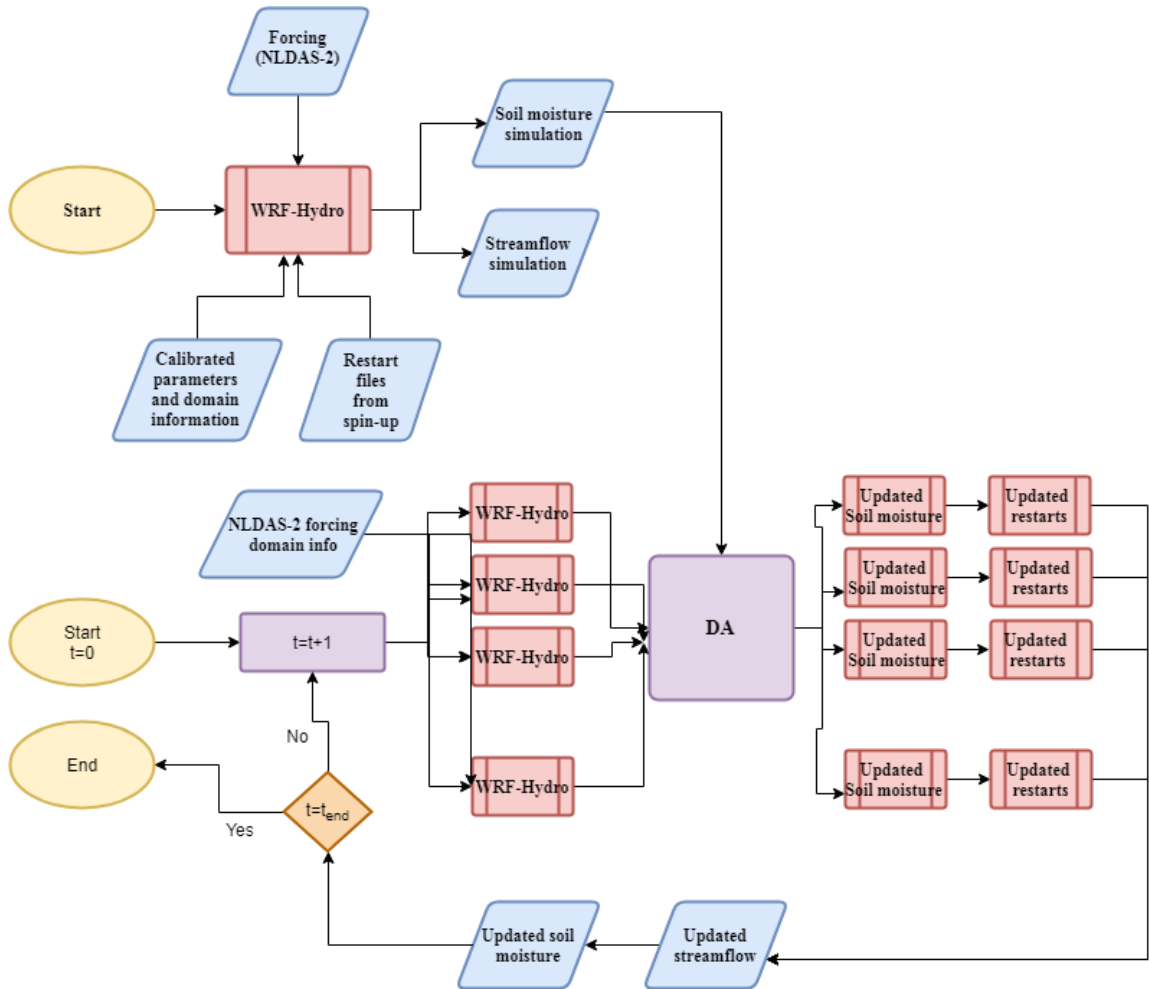 Forcing
(NLDAS-2)
Soil moisture
simulation
Start
WRF-Hydro
Streamflow
simulation
Calibrated
parameters
and domain
information
Restart
files
from
spin-up
NLDAS-2 forcing
domain info
WRF-Hydro
WRF-Hydro
WRF-Hydro
WRF-Hydro
DA
Updated
Soil moisture
Updated
restarts
Updated
Soil moisture
Updated
restarts
Updated
Soil moisture
Updated
restarts
Updated
Soil moisture
Updated
restarts
Start
t=0
t=t+1
No
End
t=tend
Yes
Updated soil
moisture
Updated
streamflow